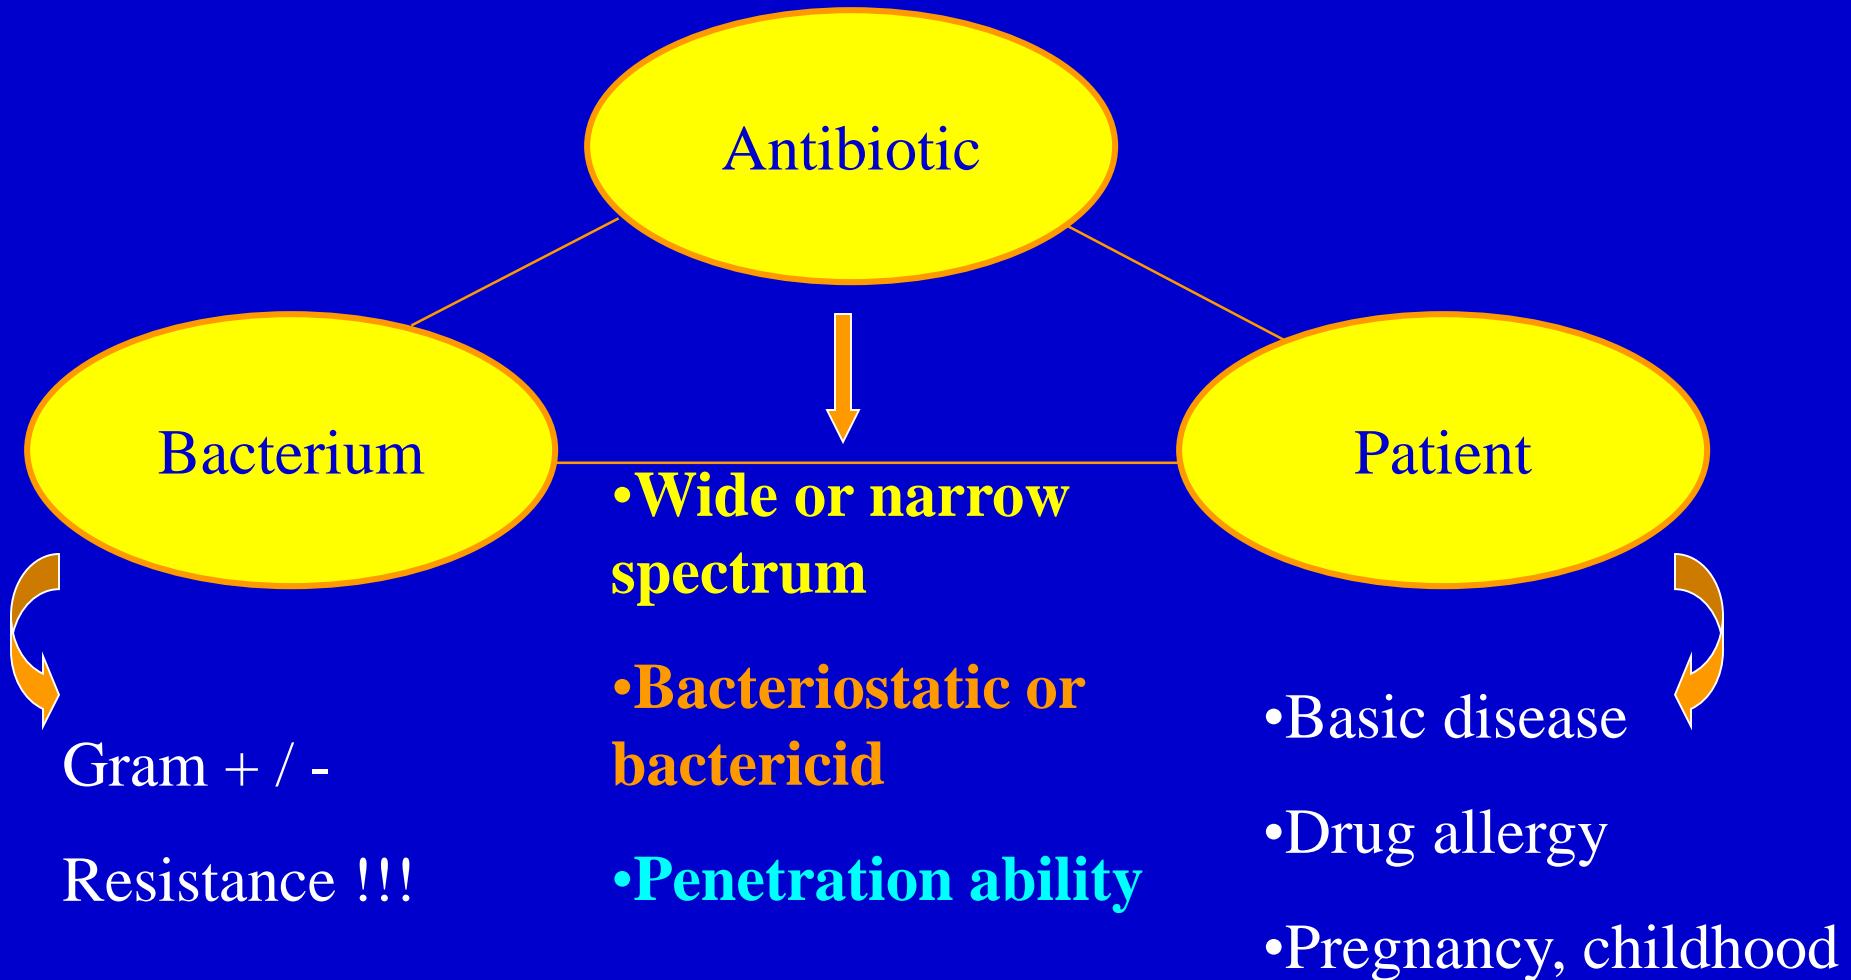 Antibiotic
Bacterium
Patient
•Wide or narrow
spectrum
•Bacteriostatic or
bactericid
•Penetration ability
Gram + / -
Resistance !!!
•Basic disease
•Drug allergy
•Pregnancy, childhood